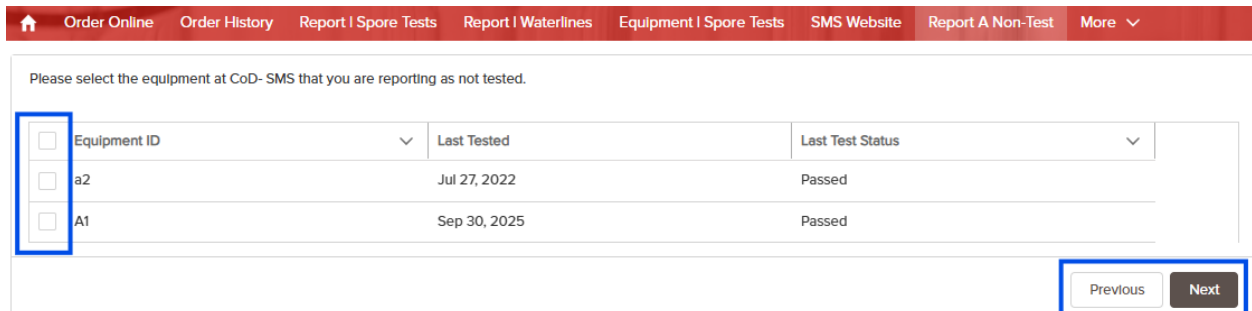 Order Online Order History Report | Spore Tests Report | Waterlines Equipment | Spore Tests SMS Website Report A Non-Test More
Please select the equipment at CoD- SMS that you are reporting as not tested.
Equipment ID Last Tested Last Test Status
a2 Jul 27, 2022 Passed
A1 Sep 30, 2025 Passed
Previous Next